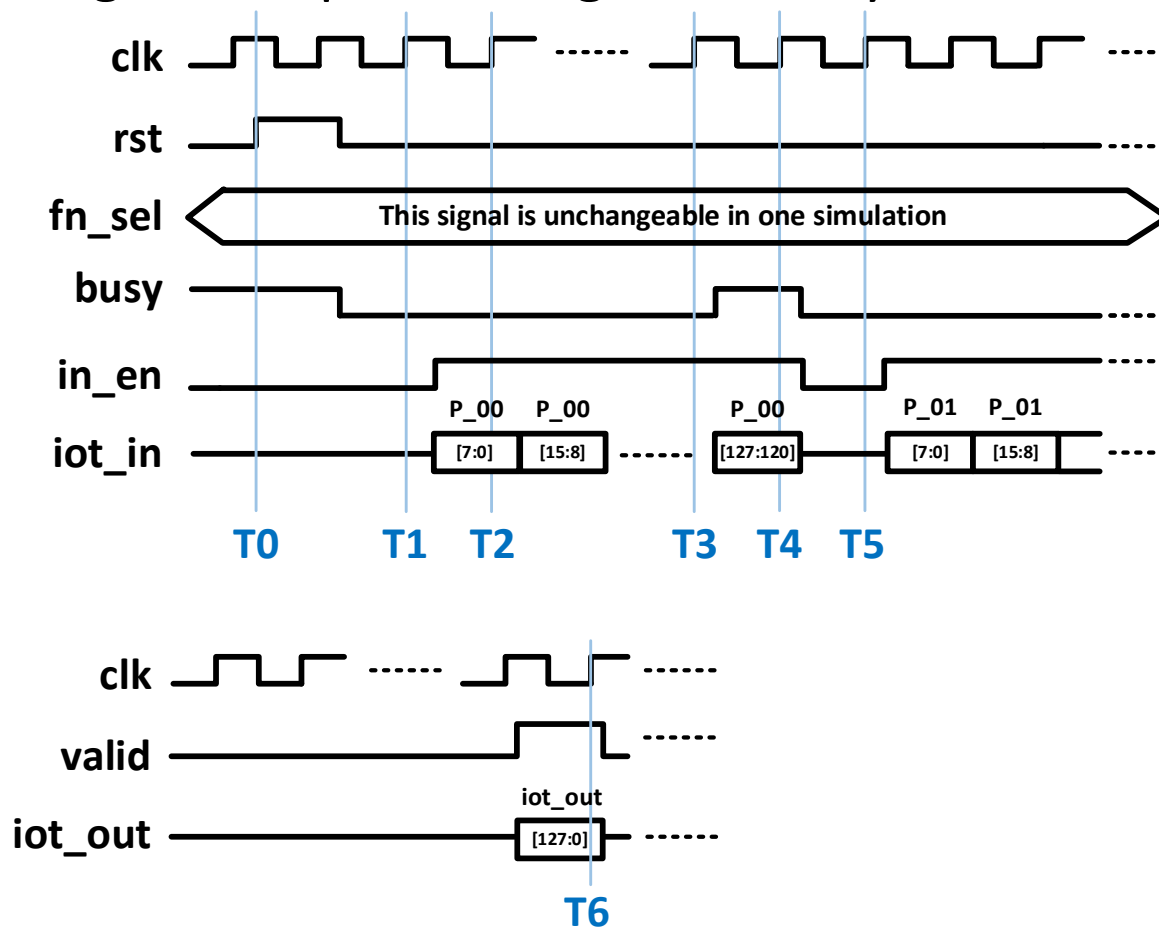 clk
rst
fn_sel
This signal is unchangeable in one simulation
busy
in_en
P_00 P_00 P_00 P_01 P_01
iot_in
[7:0] [15:8] [127:120] [7:0] [15:8]
T0 T1 T2 T3 T4 T5
clk
valid
iot_out
iot_out
[127:0]
T6